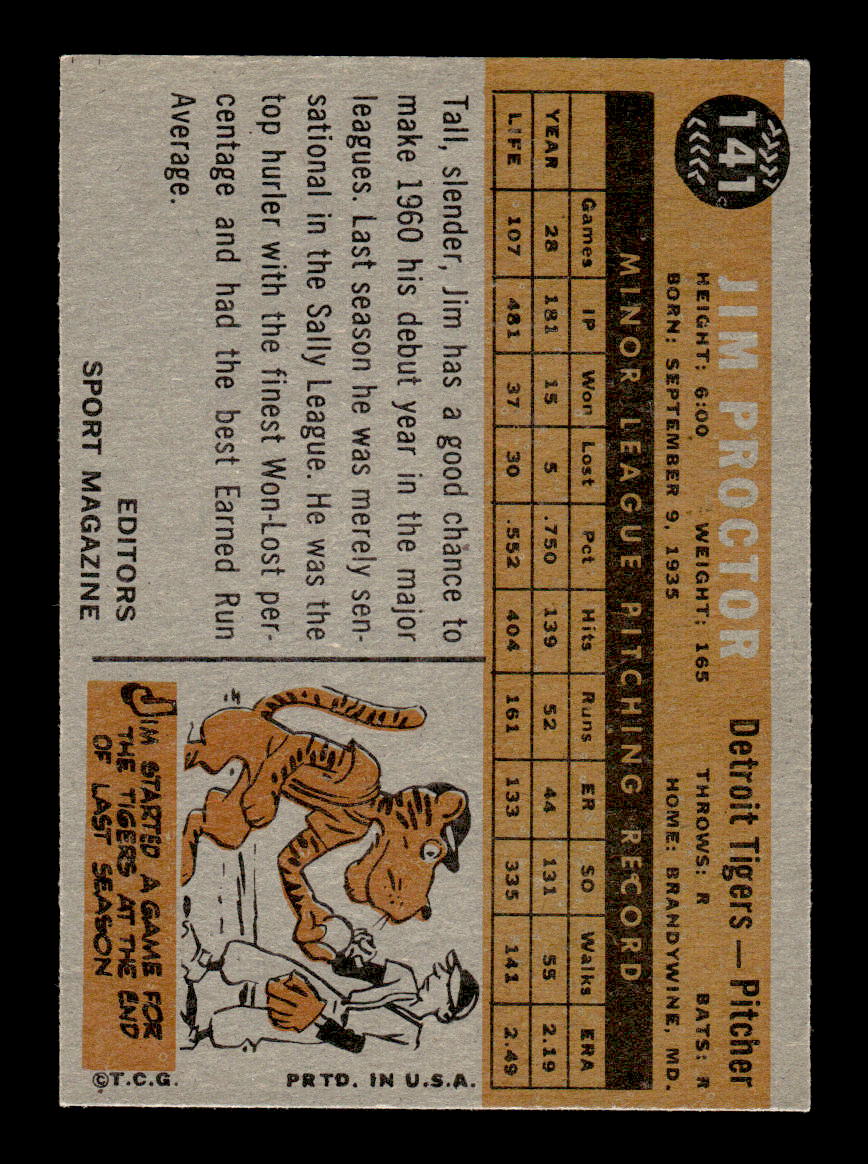 141
JIM PROCTOR Detroit Tigers — Pitcher
HEIGHT: 6:00 WEIGHT: 165 THROWS: R BATS: R
BORN: SEPTEMBER 9, 1935 HOME: BRANDYWINE, MD.
MINOR LEAGUE PITCHING RECORD
Games IP Won Lost Pct Hits Runs ER SO Walks ERA
YEAR 28 181 15 5 .750 139 52 44 131 55 2.19
LIFE 107 481 37 30 .552 404 161 133 335 141 2.49
Tall, slender, Jim has a good chance to
make 1960 his debut year in the major
leagues. Last season he was merely sen-
sational in the Sally League. He was the
top hurler with the finest Won-Lost per-
centage and had the best Earned Run
Average.
EDITORS
SPORT MAGAZINE
JIM STARTED A GAME FOR
THE TIGERS AT THE END
OF LAST SEASON
©T.C.G. PRTD. IN U.S.A.